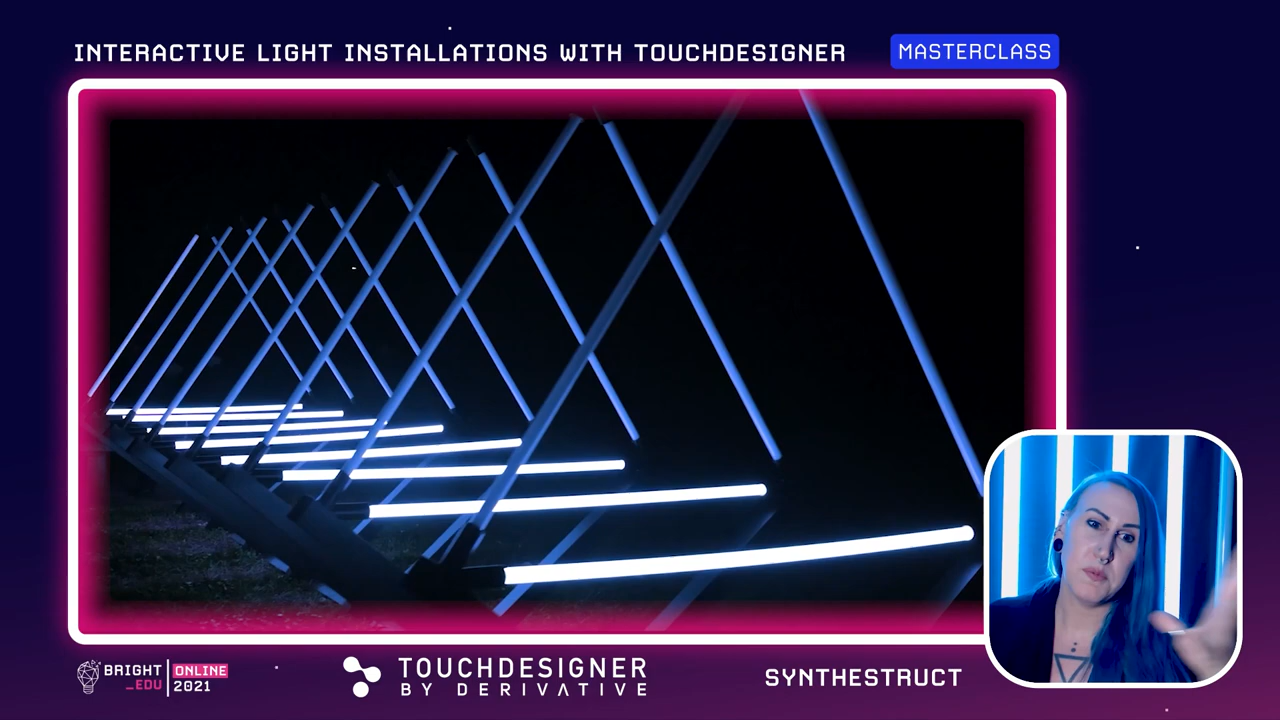 INTERACTIVE LIGHT INSTALLATIONS WITH TOUCHDESIGNER
MASTERCLASS
BRIGHT
_EDU
ONLINE
2021
TOUCHDESIGNER
BY DERIVATIVE
SYNTHESTRUCT